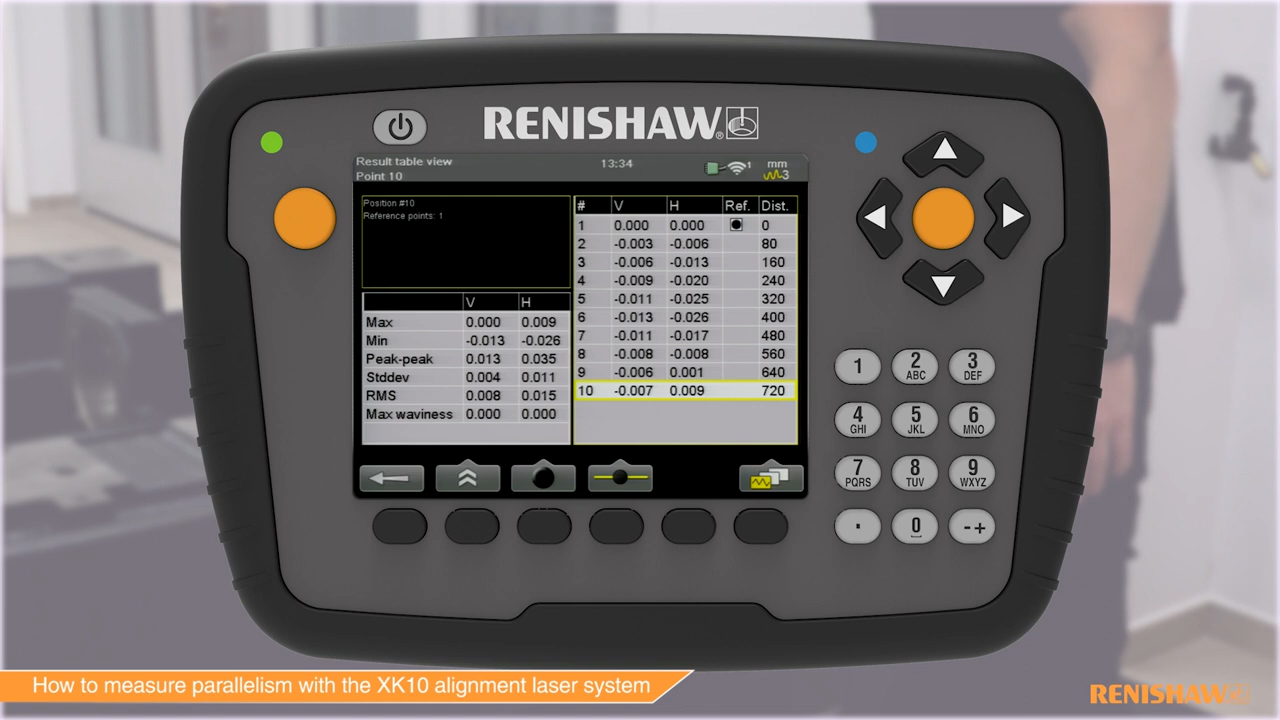 RENISHAW®
Result table view 13:34 1 mm
Point 10 3
Position #10
Reference points: 1
V H
Max 0.000 0.009
Min -0.013 -0.026
Peak-peak 0.013 0.035
Stddev 0.004 0.011
RMS 0.008 0.015
Max waviness 0.000 0.000
# V H Ref. Dist.
1 0.000 0.000 0
2 -0.003 -0.006 80
3 -0.006 -0.013 160
4 -0.009 -0.020 240
5 -0.011 -0.025 320
6 -0.013 -0.026 400
7 -0.011 -0.017 480
8 -0.008 -0.008 560
9 -0.006 0.001 640
10 -0.007 0.009 720
1 2 ABC 3 DEF
4 GHI 5 JKL 6 MNO
7 PQRS 8 TUV 9 WXYZ
. 0 -+
How to measure parallelism with the XK10 alignment laser system
RENISHAW